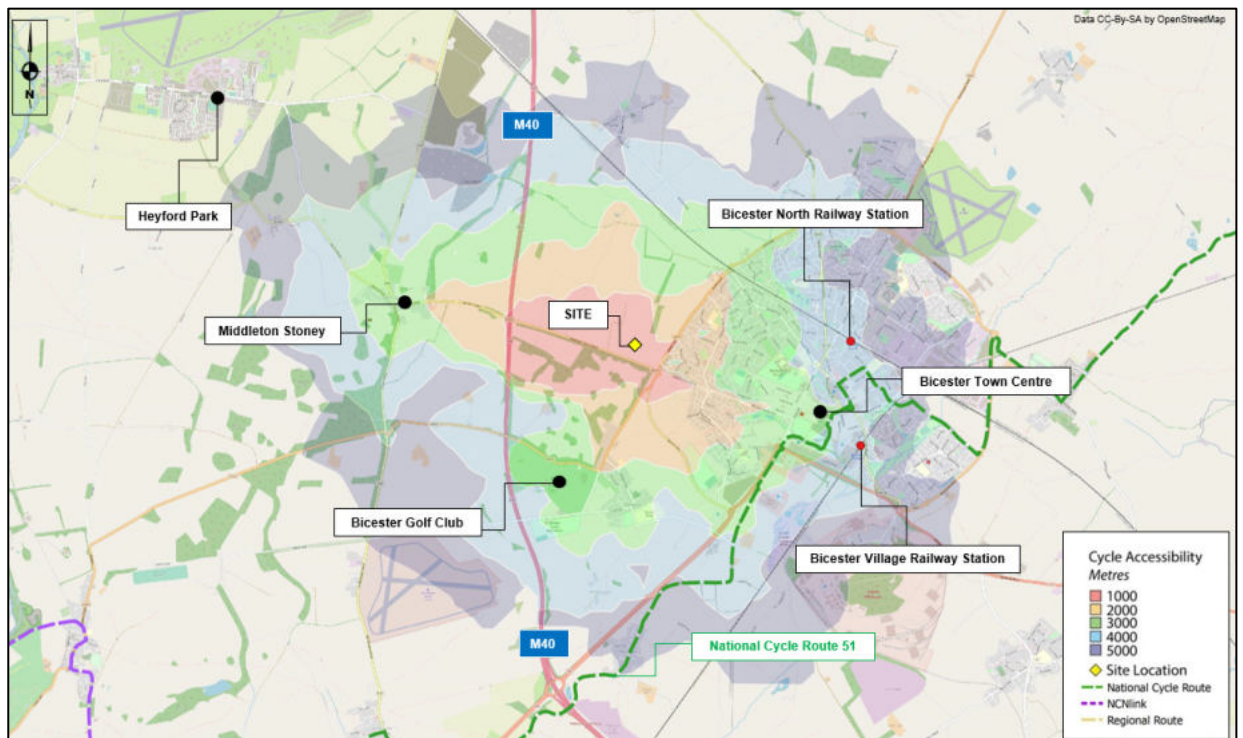 Data CC-By-SA by OpenStreetMap
N
M40
Heyford Park
Bicester North Railway Station
SITE
Middleton Stoney
Bicester Town Centre
Bicester Golf Club
Bicester Village Railway Station
M40
National Cycle Route 51
Cycle Accessibility
Metres
1000
2000
3000
4000
5000
Site Location
National Cycle Route
NCNlink
Regional Route